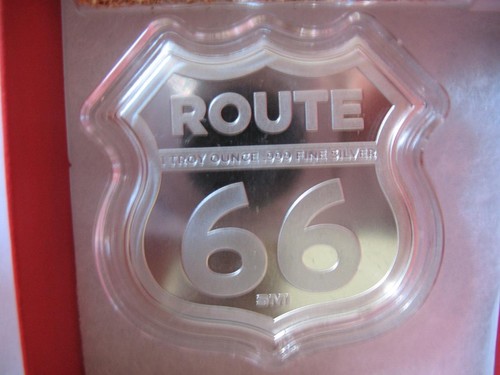 ROUTE
1 TROY OUNCE .999 FINE SILVER
66